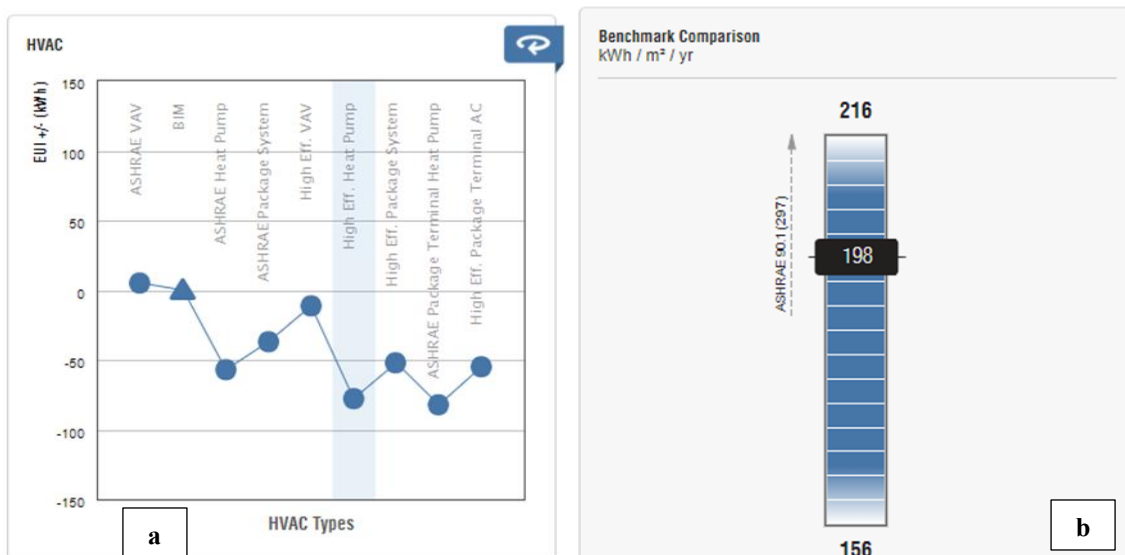 HVAC
EUI +/- (kWh)
150
100
50
0
-50
-100
-150
ASHRAE VAV
BIM
ASHRAE Heat Pump
ASHRAE Package System
High Eff. VAV
High Eff. Heat Pump
High Eff. Package System
ASHRAE Package Terminal Heat Pump
High Eff. Package Terminal AC
HVAC Types
a
Benchmark Comparison
kWh / m² / yr
216
ASHRAE 90.1 (297)
198
156
b